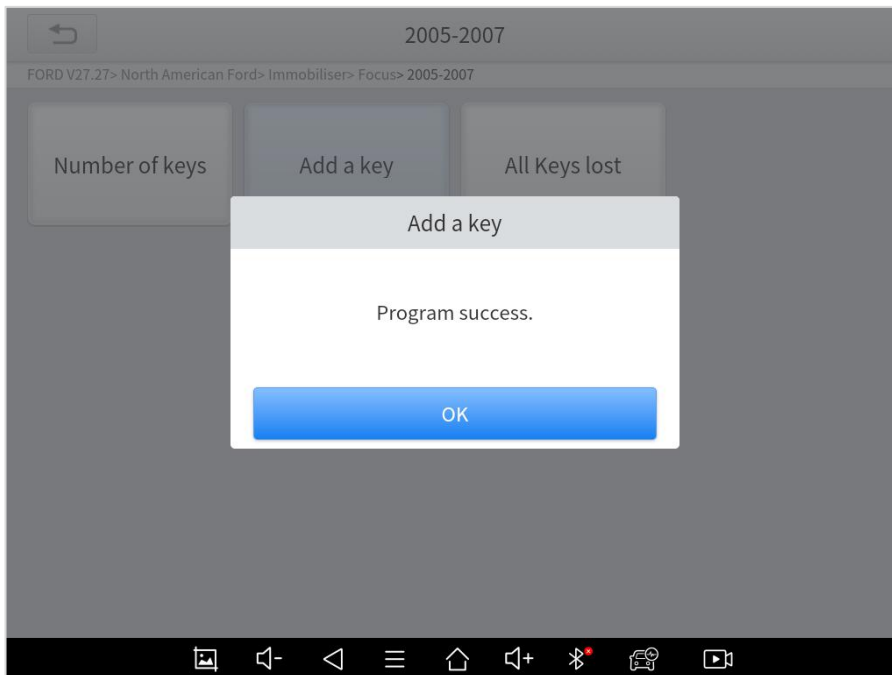 2005-2007
FORD V27.27> North American Ford> Immobiliser> Focus> 2005-2007
Number of keys
Add a key
All Keys lost
Add a key
Program success.
OK